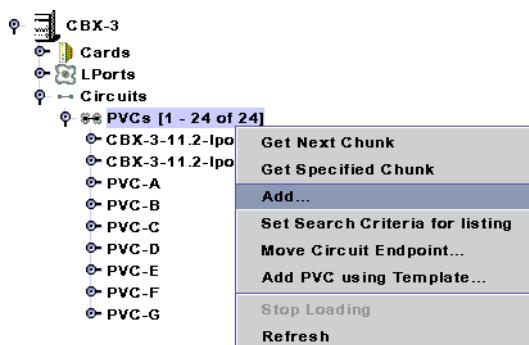 CBX-3
Cards
LPorts
Circuits
PVCs [1 - 24 of 24]
CBX-3-11.2-lpo
CBX-3-11.2-lpo
PVC-A
PVC-B
PVC-C
PVC-D
PVC-E
PVC-F
PVC-G
Get Next Chunk
Get Specified Chunk
Add...
Set Search Criteria for listing
Move Circuit Endpoint...
Add PVC using Template...
Stop Loading
Refresh